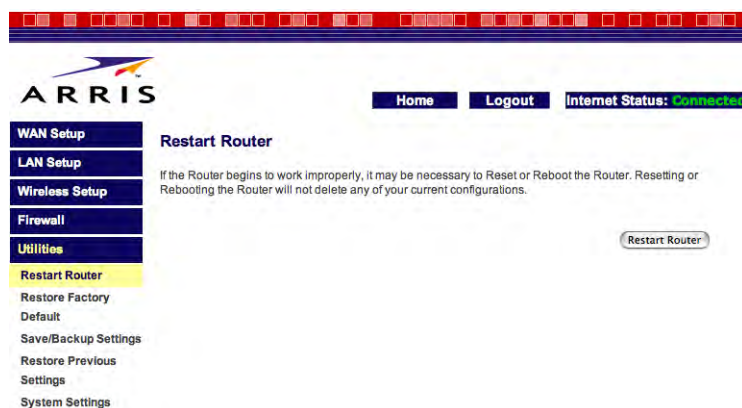 ARRIS
Home Logout Internet Status: Connected
WAN Setup
LAN Setup
Wireless Setup
Firewall
Utilities
Restart Router
Restore Factory
Default
Save/Backup Settings
Restore Previous
Settings
System Settings
Restart Router
If the Router begins to work improperly, it may be necessary to Reset or Reboot the Router. Resetting or
Rebooting the Router will not delete any of your current configurations.
Restart Router